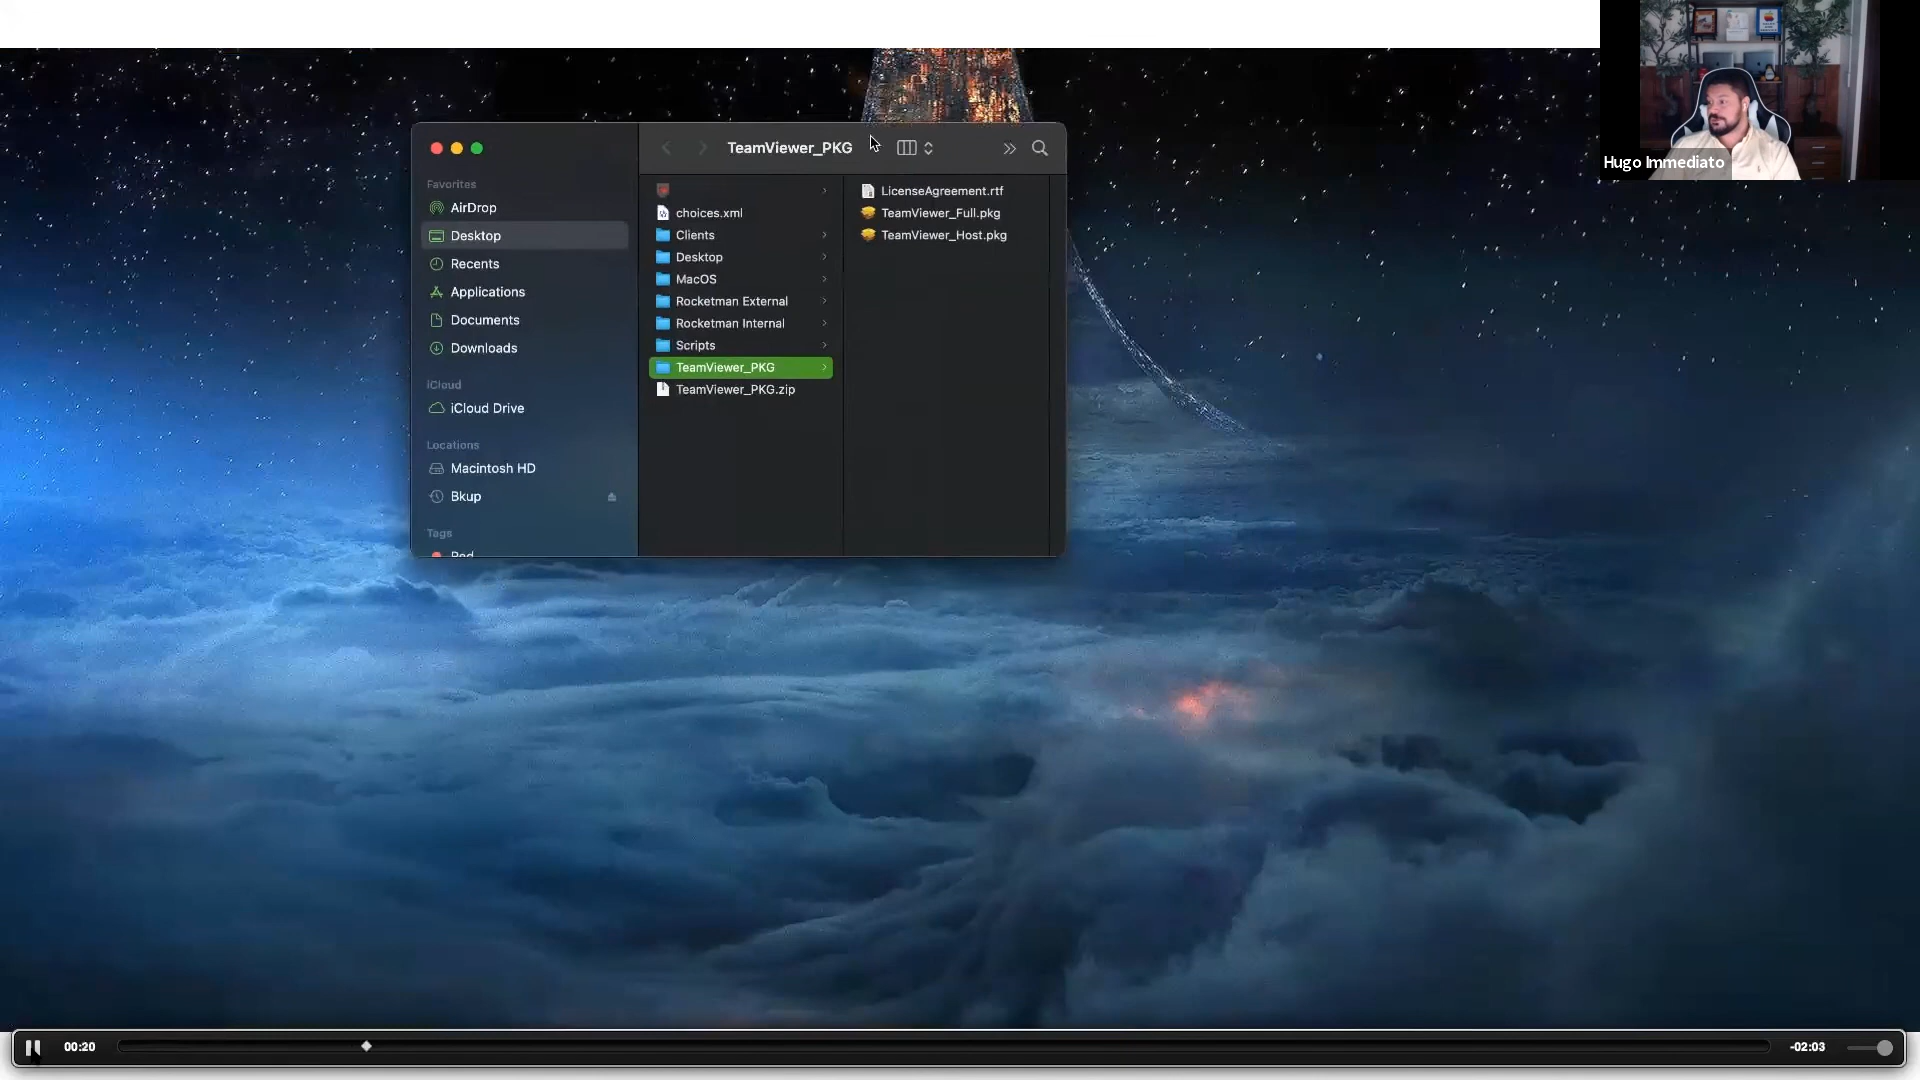 Hugo Immediato
TeamViewer_PKG
Favorites
AirDrop
Desktop
Recents
Applications
Documents
Downloads
iCloud
iCloud Drive
Locations
Macintosh HD
Bkup
Tags
Red
choices.xml
Clients
Desktop
MacOS
Rocketman External
Rocketman Internal
Scripts
TeamViewer_PKG
TeamViewer_PKG.zip
LicenseAgreement.rtf
TeamViewer_Full.pkg
TeamViewer_Host.pkg
00:20
-02:03